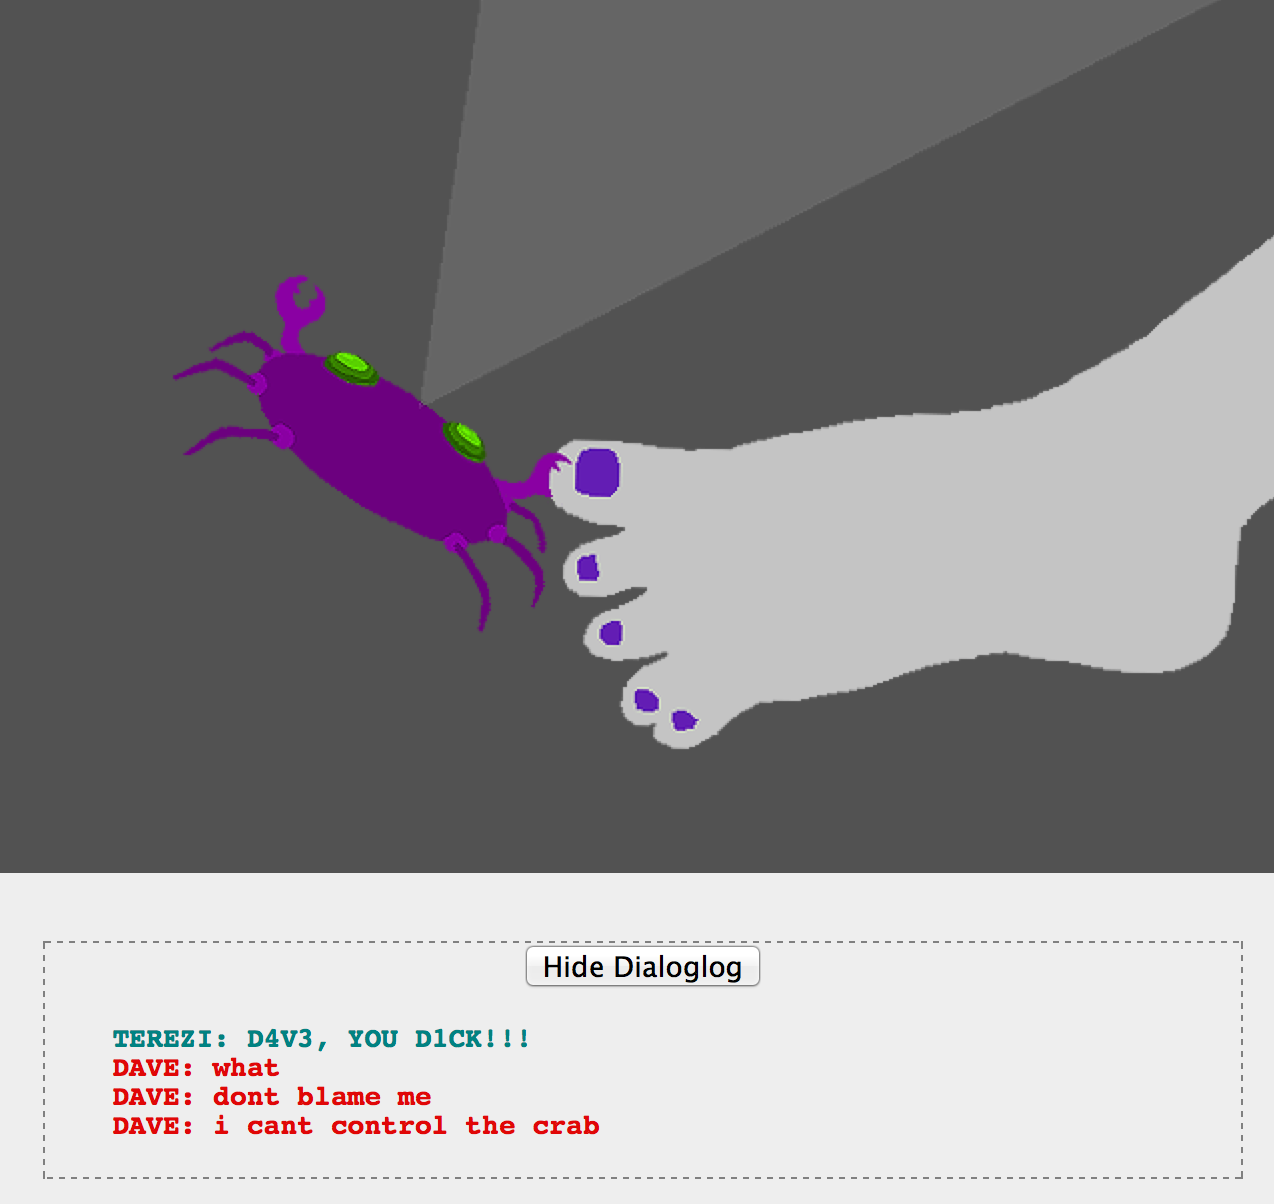 Hide Dialoglog
TEREZI: D4V3, YOU D1CK!!!
DAVE: what
DAVE: dont blame me
DAVE: i cant control the crab